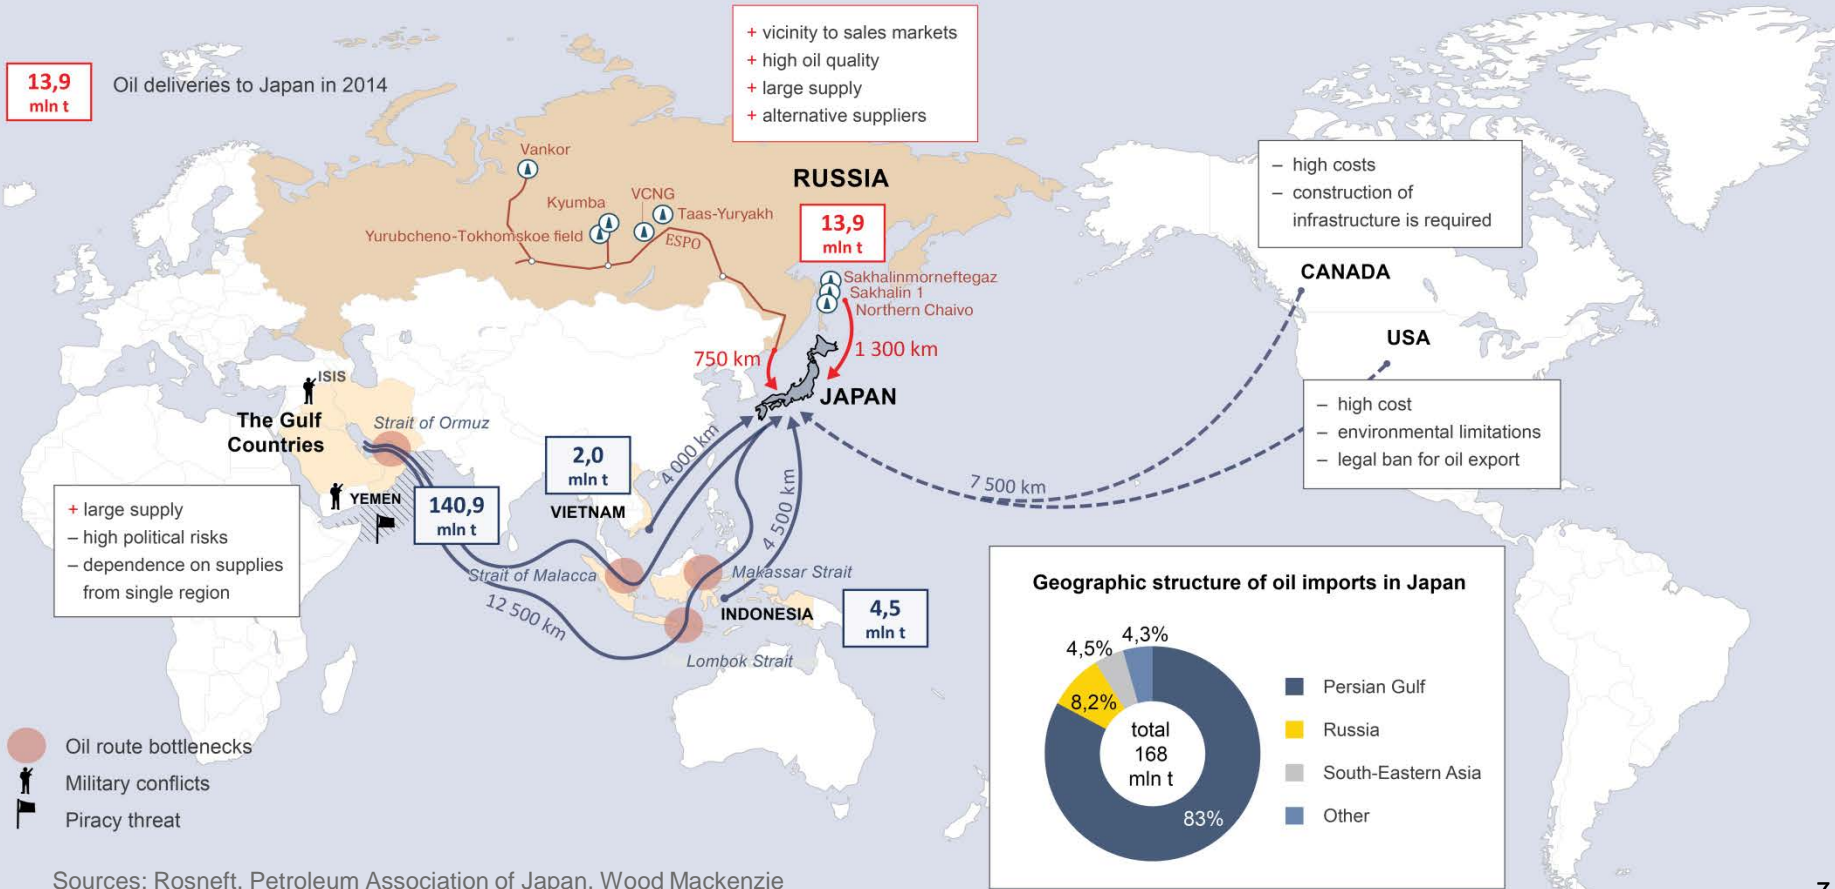 13,9
mln t
Oil deliveries to Japan in 2014
+ vicinity to sales markets
+ high oil quality
+ large supply
+ alternative suppliers
RUSSIA
13,9
mln t
Vankor
Kyumba
VCNG
Taas-Yuryakh
Yurubcheno-Tokhomskoe field
ESPO
Sakhalinmorneftegaz
Sakhalin 1
Northern Chaivo
750 km
1 300 km
JAPAN
– high costs
– construction of
infrastructure is required
CANADA
USA
– high cost
– environmental limitations
– legal ban for oil export
7 500 km
ISIS
The Gulf
Countries
Strait of Ormuz
YEMEN
+ large supply
– high political risks
– dependence on supplies
from single region
140,9
mln t
2,0
mln t
VIETNAM
4 000 km
4 500 km
Strait of Malacca
12 500 km
Makassar Strait
INDONESIA
4,5
mln t
Lombok Strait
Oil route bottlenecks
Military conflicts
Piracy threat
Geographic structure of oil imports in Japan
4,3%
4,5%
8,2%
83%
total
168
mln t
Persian Gulf
Russia
South-Eastern Asia
Other
Sources: Rosneft, Petroleum Association of Japan, Wood Mackenzie
7